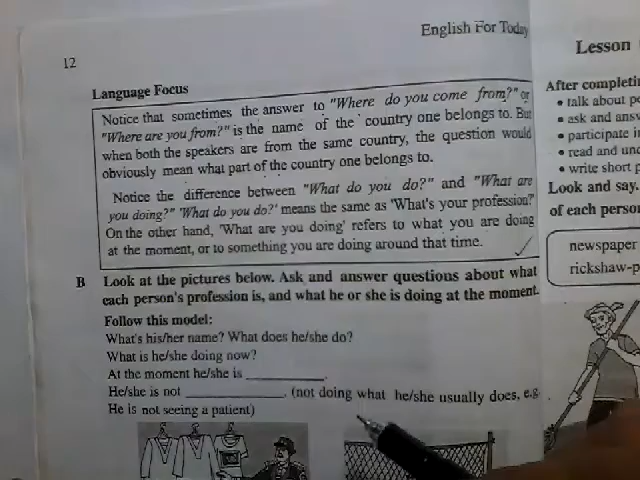 English For Today
12
Language Focus
Notice that sometimes the answer to "Where do you come from?" or
"Where are you from?" is the name of the country one belongs to. But
when both the speakers are from the same country, the question would
obviously mean what part of the country one belongs to.
Notice the difference between "What do you do?" and "What are
you doing?" 'What do you do?' means the same as 'What's your profession?'
On the other hand, 'What are you doing' refers to what you are doing
at the moment, or to something you are doing around that time.
B Look at the pictures below. Ask and answer questions about what
each person's profession is, and what he or she is doing at the moment.
Follow this model:
What's his/her name? What does he/she do?
What is he/she doing now?
At the moment he/she is ____________.
He/she is not ________________. (not doing what he/she usually does, e.g.
He is not seeing a patient)
Lesson
After completin
• talk about
• ask and
• participate
• read and
• write short
Look and say.
of each
newspaper